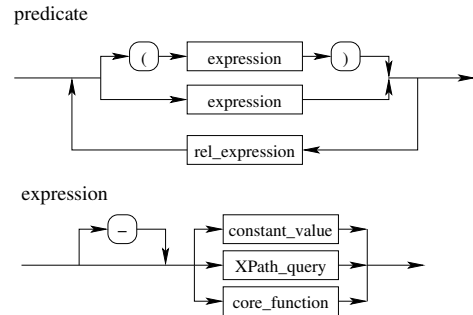 predicate
( expression )
expression
rel_expression
expression
−
constant_value
XPath_query
core_function